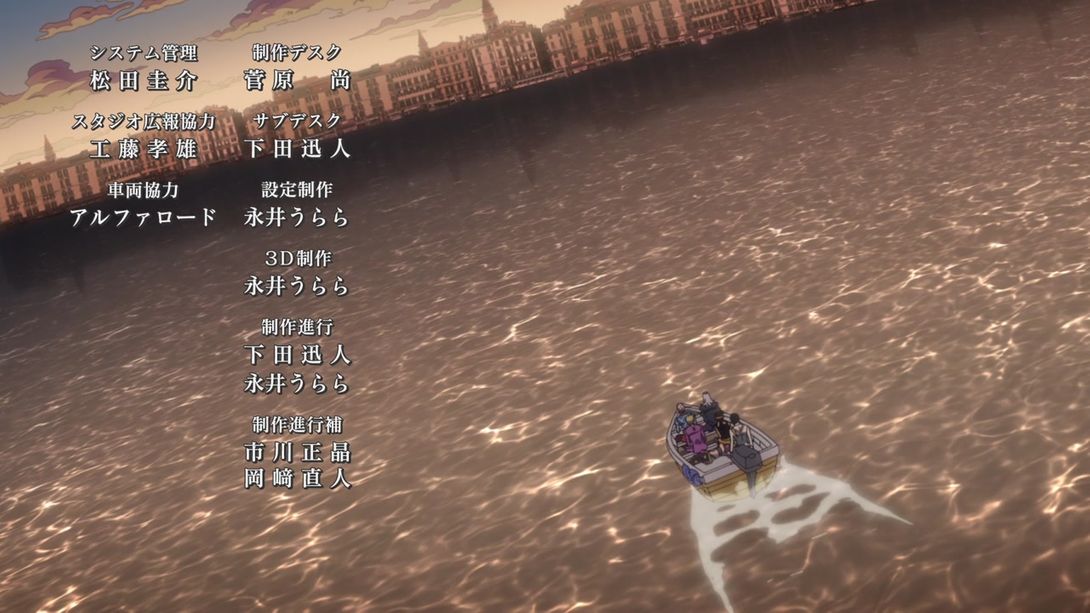 システム管理
松田圭介
スタジオ広報協力
工藤孝雄
車両協力
アルファロード
制作デスク
菅原 尚
サブデスク
下田迅人
設定制作
永井うらら
3D制作
永井うらら
制作進行
下田迅人
永井うらら
制作進行補
市川正晶
岡﨑直人